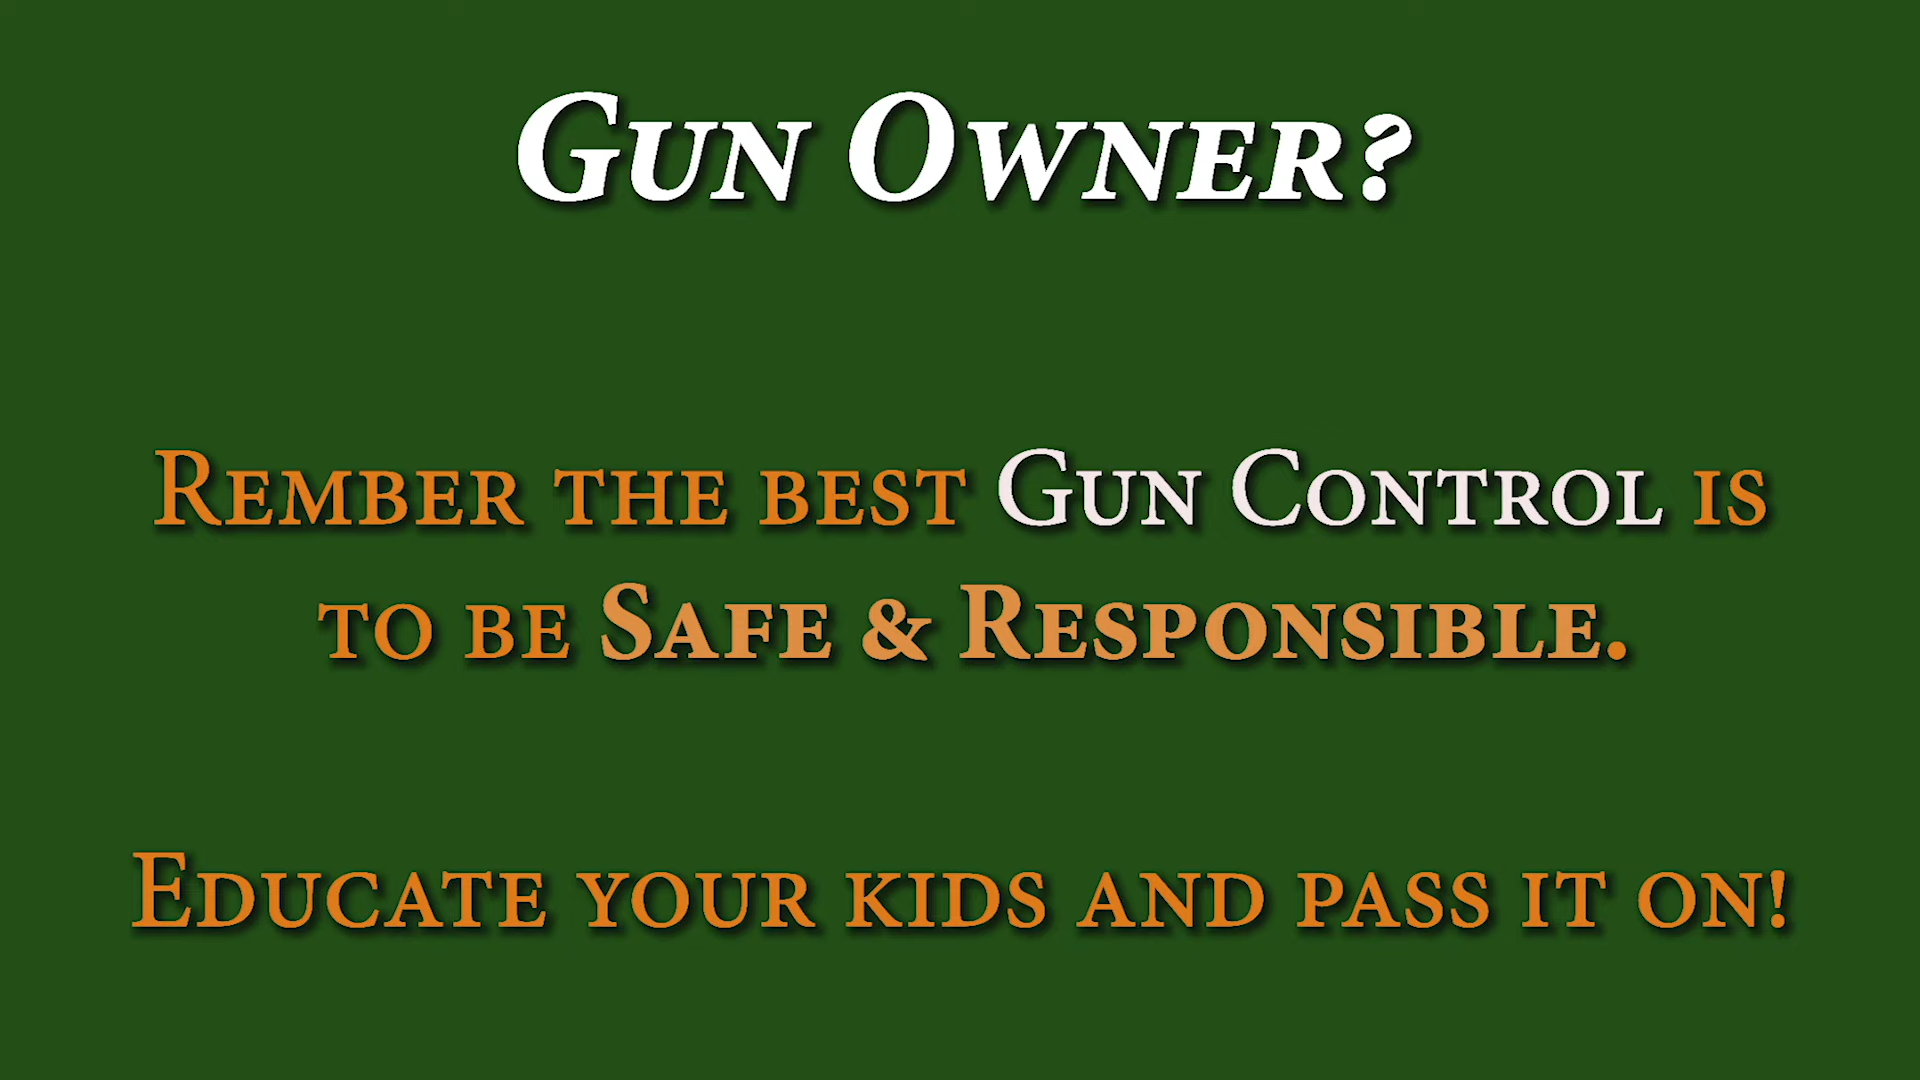 Gun Owner?
Rember the best Gun Control is
to be Safe & Responsible.
Educate your kids and pass it on!